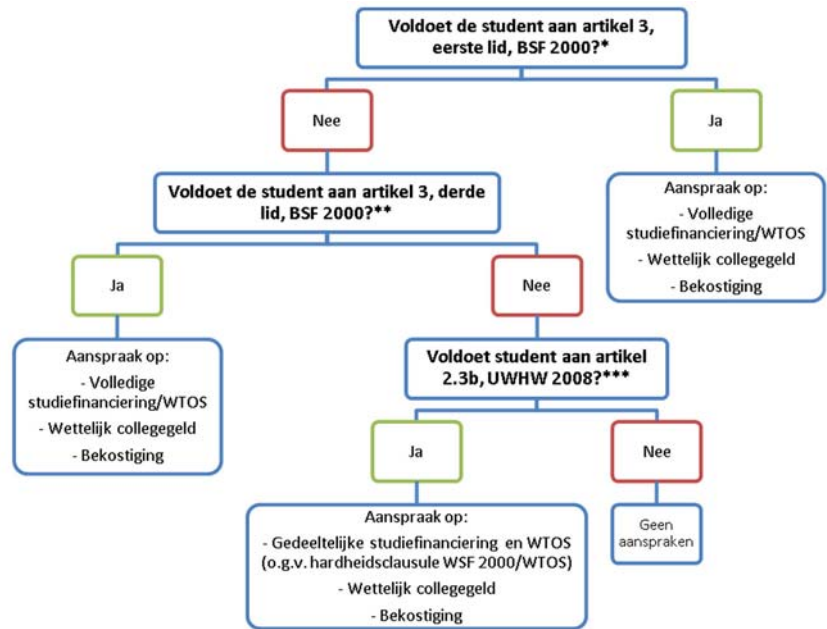 Voldoet de student aan artikel 3,
eerste lid, BSF 2000?*
Nee
Ja
Voldoet de student aan artikel 3, derde
lid, BSF 2000?**
Aanspraak op:
- Volledige
studiefinanciering/WTOS
- Wettelijk collegegeld
- Bekostiging
Ja
Nee
Aanspraak op:
- Volledige
studiefinanciering/WTOS
- Wettelijk collegegeld
- Bekostiging
Voldoet student aan artikel
2.3b, UWHW 2008?***
Ja
Nee
Aanspraak op:
- Gedeeltelijke studiefinanciering en WTOS
(o.g.v. hardheidsclausule WSF 2000/WTOS)
- Wettelijk collegegeld
- Bekostiging
Geen
aanspraken